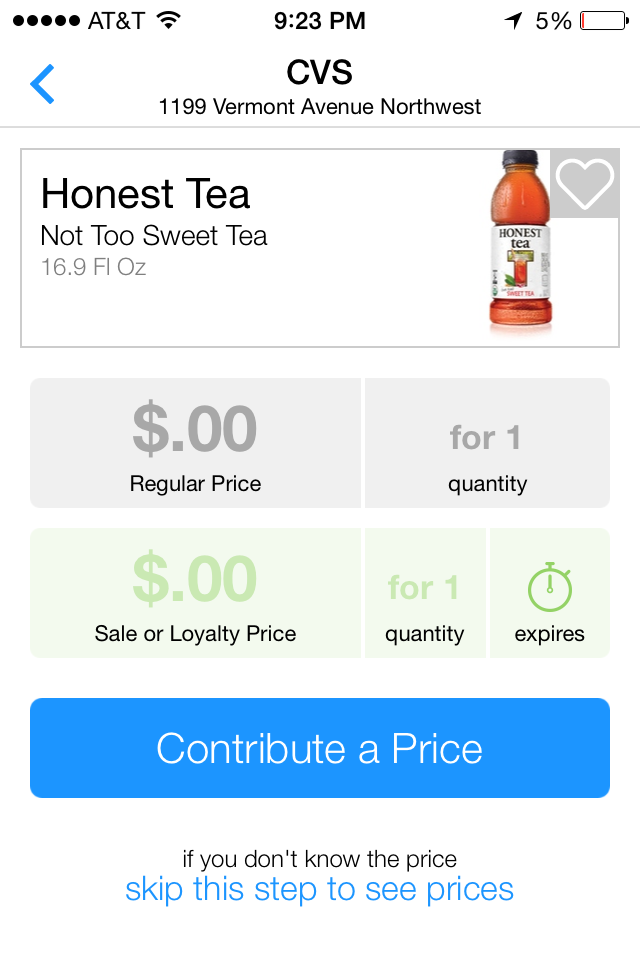 AT&T 9:23 PM 5%
CVS
1199 Vermont Avenue Northwest
Honest Tea
Not Too Sweet Tea
16.9 Fl Oz
HONEST
tea
T
SWEET TEA
$.00 for 1
Regular Price quantity
$.00 for 1
Sale or Loyalty Price quantity expires
Contribute a Price
if you don't know the price
skip this step to see prices